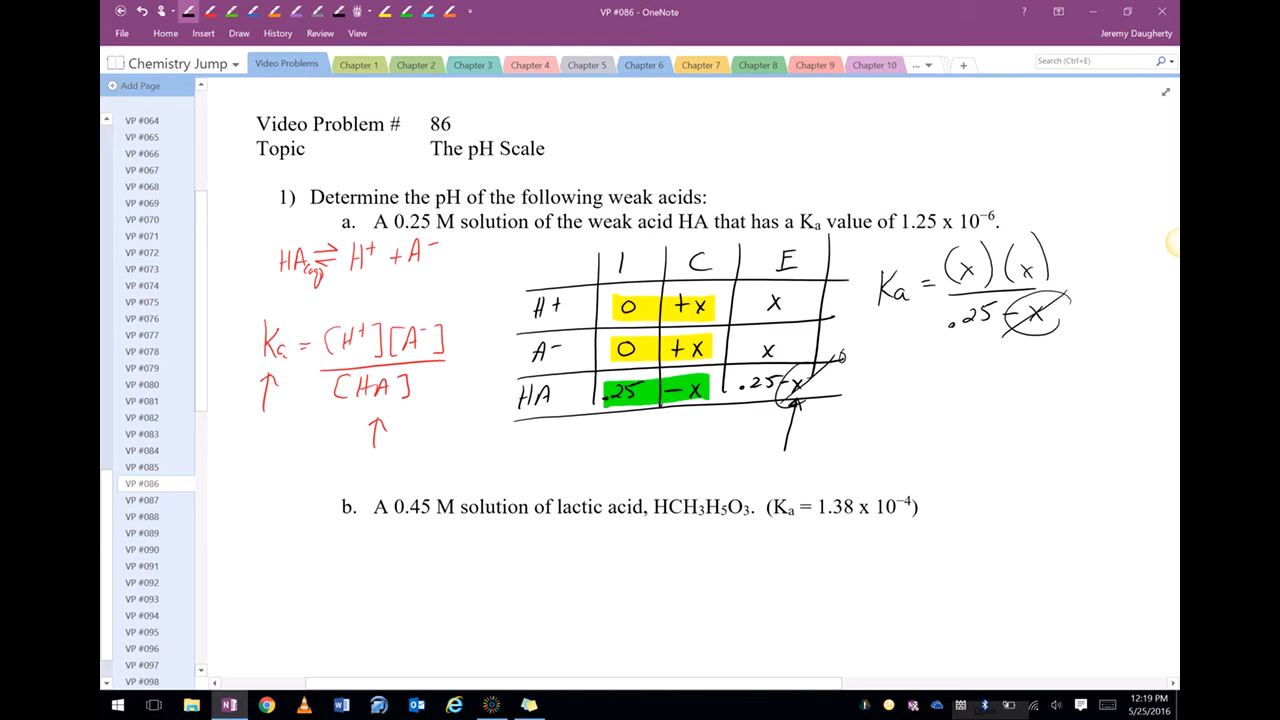 VP #086 - OneNote
File Home Insert Draw History Review View
Jeremy Daugherty
Chemistry Jump
Video Problems Chapter 1 Chapter 2 Chapter 3 Chapter 4 Chapter 5 Chapter 6 Chapter 7 Chapter 8 Chapter 9 Chapter 10 ...
Search (Ctrl+E)
Add Page
VP #064
VP #065
VP #066
VP #067
VP #068
VP #069
VP #070
VP #071
VP #072
VP #073
VP #074
VP #075
VP #076
VP #077
VP #078
VP #079
VP #080
VP #081
VP #082
VP #083
VP #084
VP #085
VP #086
VP #087
VP #088
VP #089
VP #090
VP #091
VP #092
VP #093
VP #094
VP #095
VP #096
VP #097
VP #098
Video Problem # 86
Topic The pH Scale
1) Determine the pH of the following weak acids:
a. A 0.25 M solution of the weak acid HA that has a Kₐ value of 1.25 x 10⁻⁶.
HA(aq) ⇌ H⁺ + A⁻
Kₐ = [H⁺][A⁻]
[HA]
I C E
H+ 0 +x x
A⁻ 0 +x x
HA .25 -x .25-x 0
Kₐ = (x)(x)
.25 - x
b. A 0.45 M solution of lactic acid, HCH₃H₅O₃. (Kₐ = 1.38 x 10⁻⁴)
12:19 PM
5/25/2016